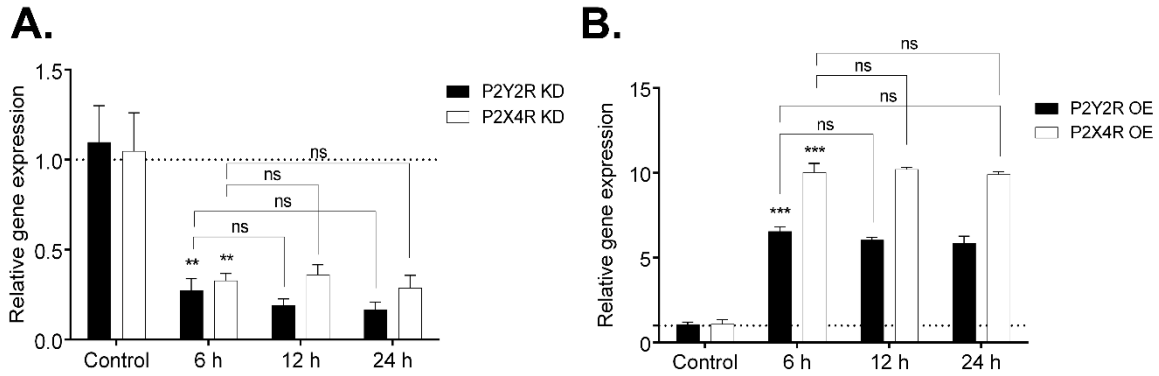 A.
Relative gene expression
1.5
1.0
0.5
0.0
P2Y2R KD
P2X4R KD
ns
ns
ns
ns
**
**
Control
6 h
12 h
24 h
B.
Relative gene expression
15
10
5
0
P2Y2R OE
P2X4R OE
ns
ns
ns
ns
***
***
Control
6 h
12 h
24 h